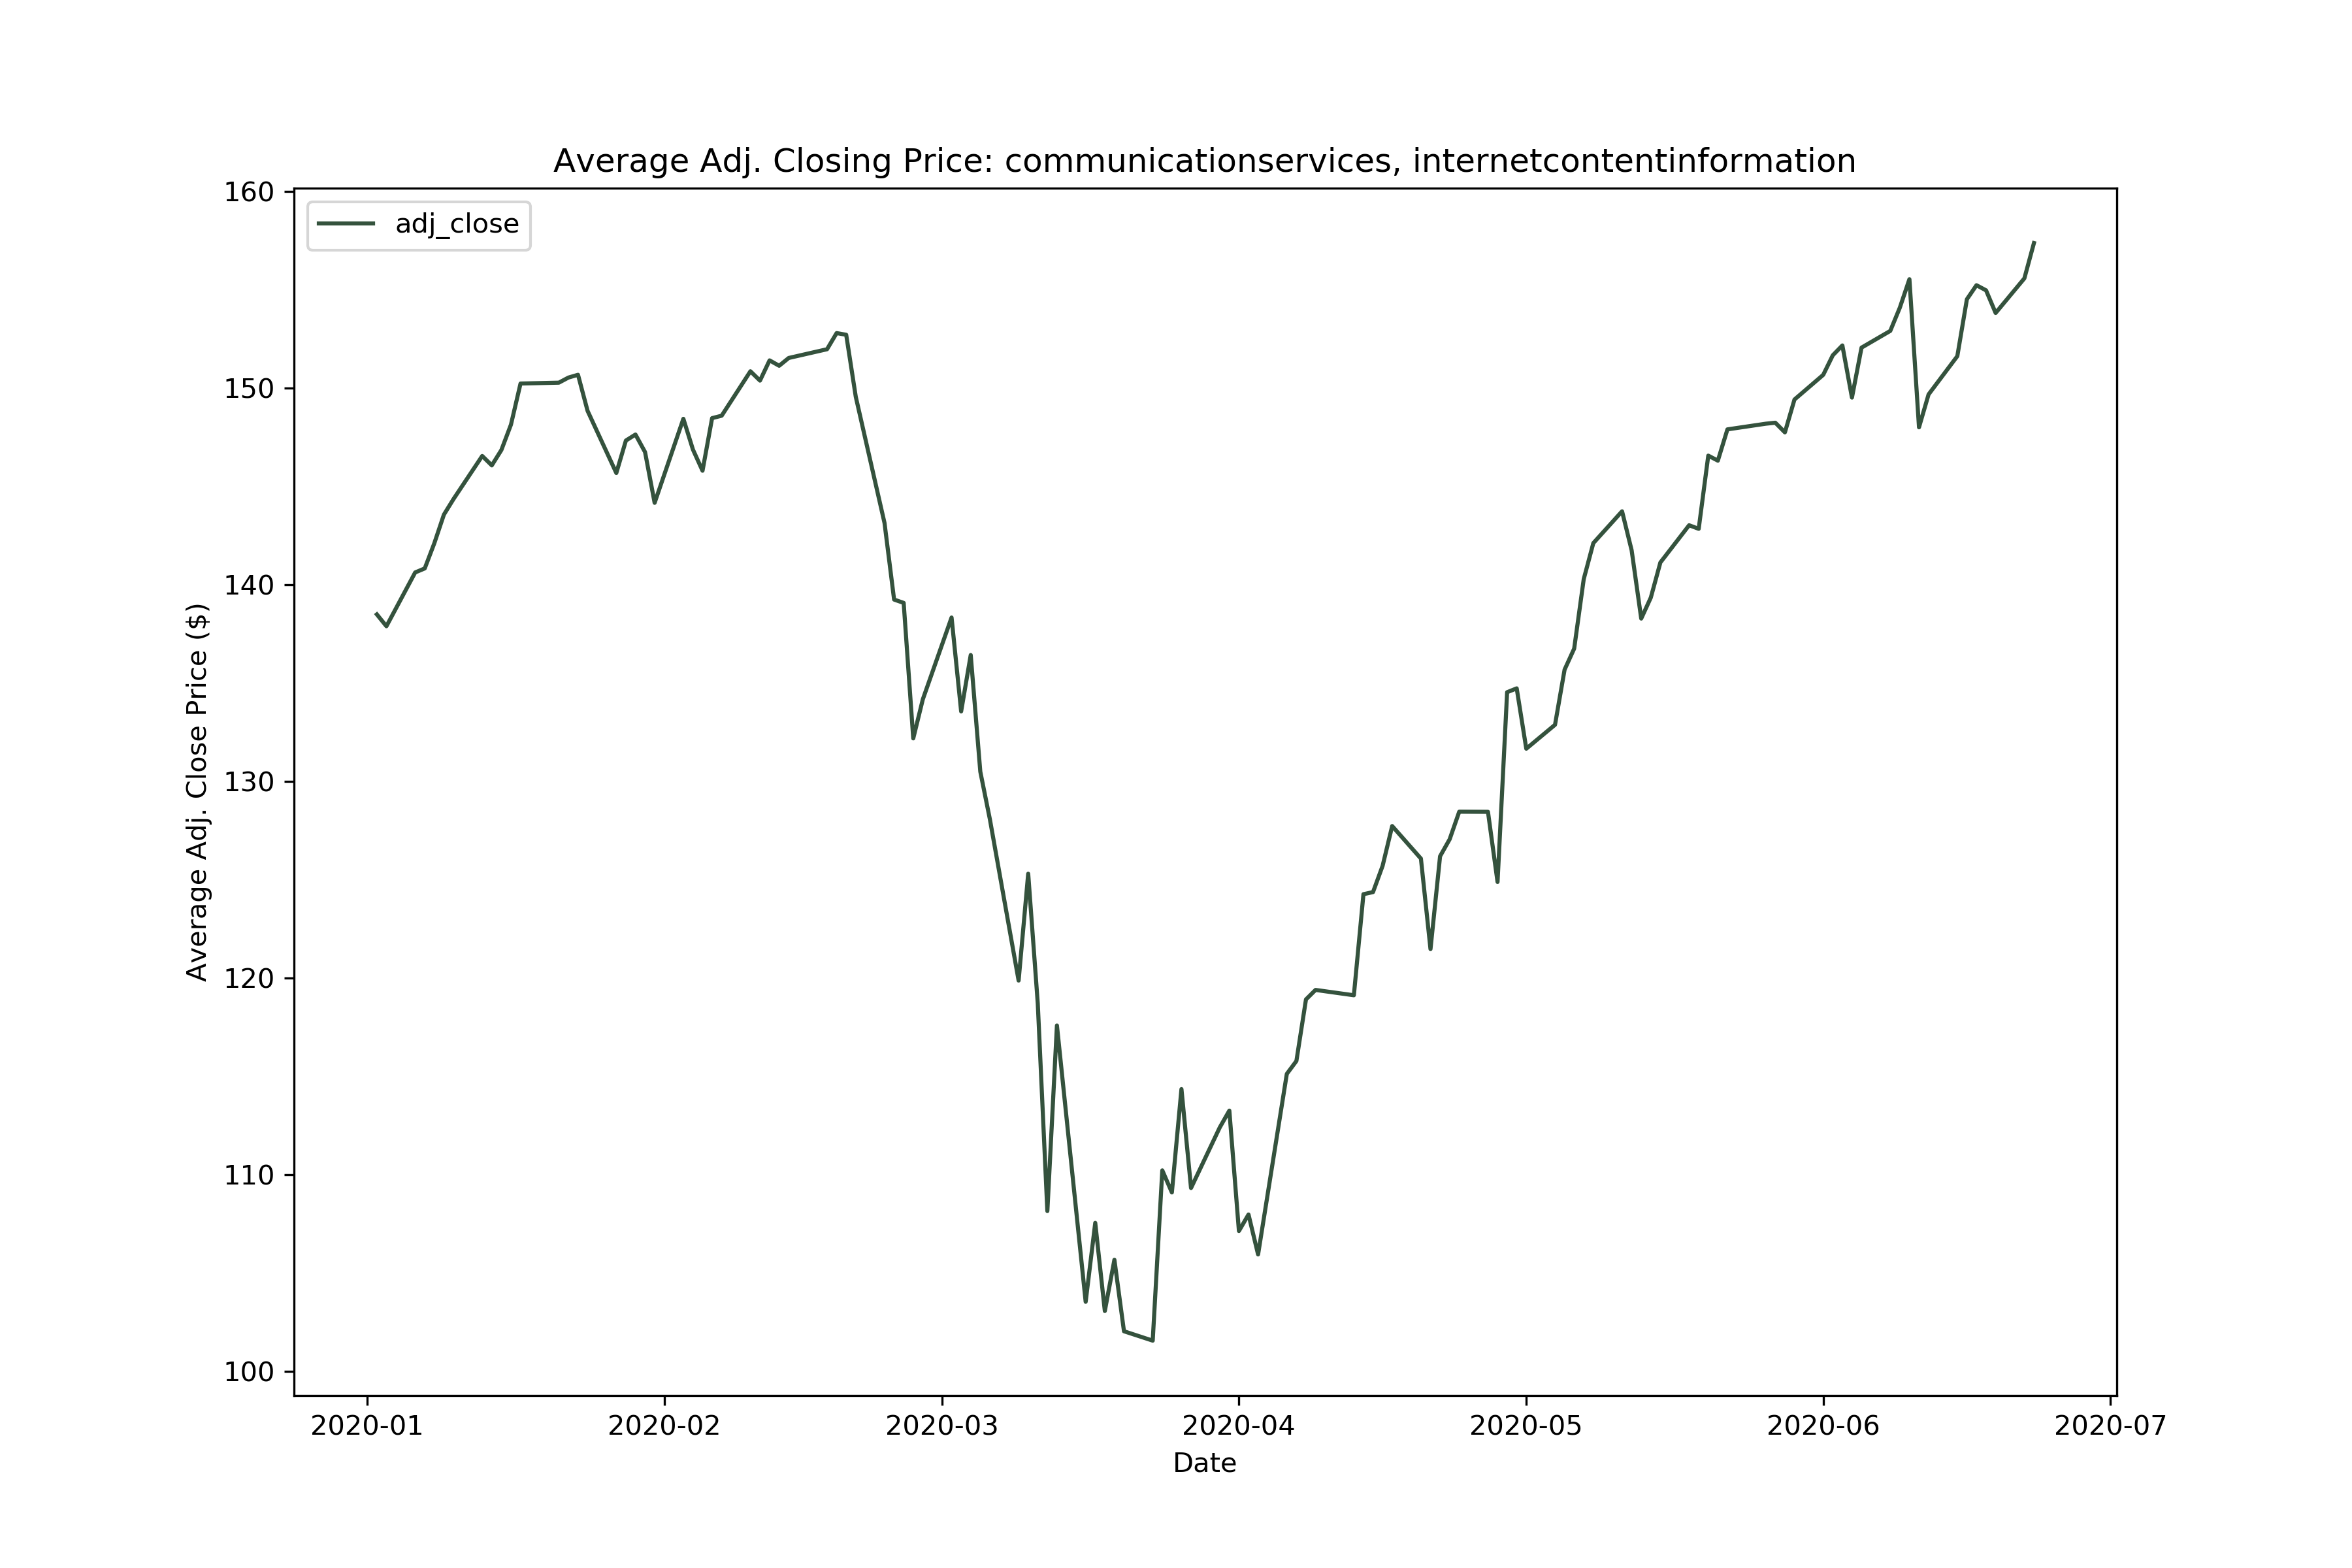 Average Adj. Closing Price: communicationservices, internetcontentinformation
adj_close
Average Adj. Close Price ($)
160
150
140
130
120
110
100
2020-01 2020-02 2020-03 2020-04 2020-05 2020-06 2020-07
Date